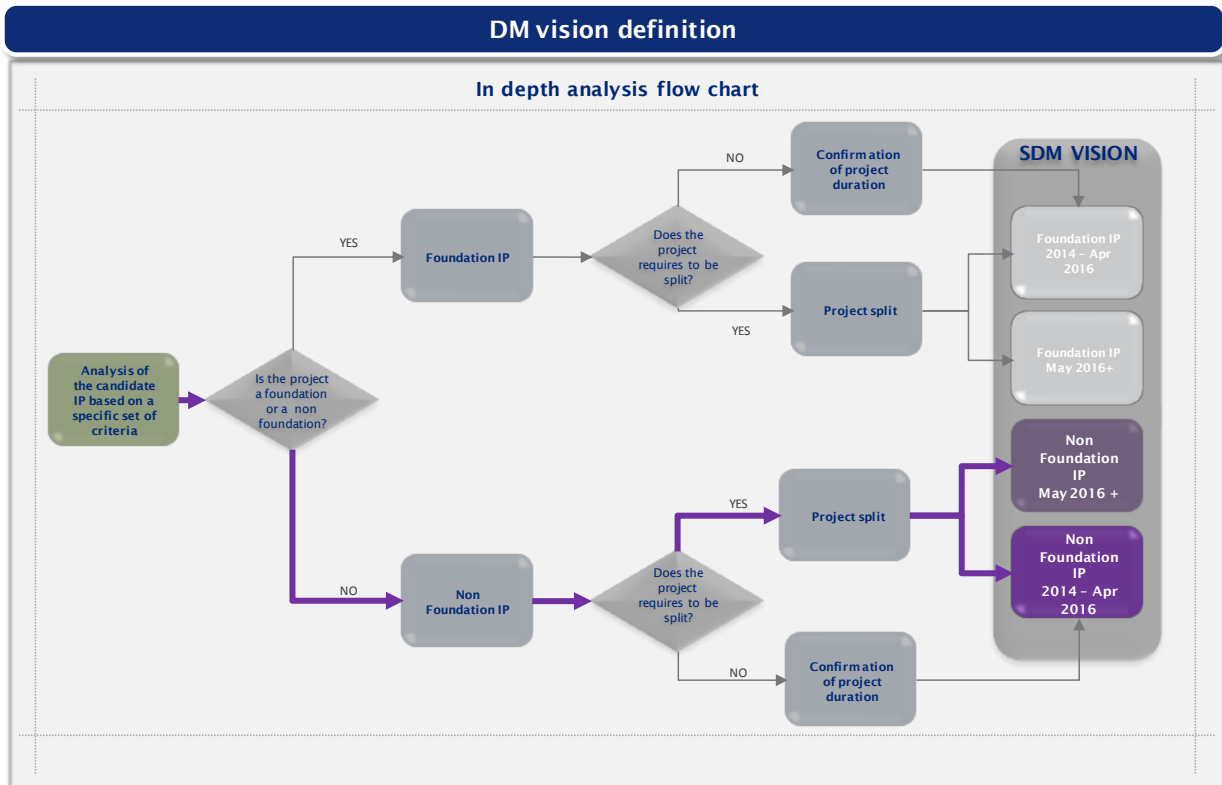 DM vision definition
In depth analysis flow chart
Analysis of
the candidate
IP based on a
specific set of
criteria
Is the project
a foundation
or a non
foundation?
YES
Foundation IP
Does the
project
requires to be
split?
NO
Confirmation
of project
duration
YES
Project split
NO
Non
Foundation IP
Does the
project
requires to be
split?
YES
Project split
NO
Confirmation
of project
duration
SDM VISION
Foundation IP
2014 – Apr
2016
Foundation IP
May 2016+
Non
Foundation
IP
May 2016 +
Non
Foundation
IP
2014 – Apr
2016